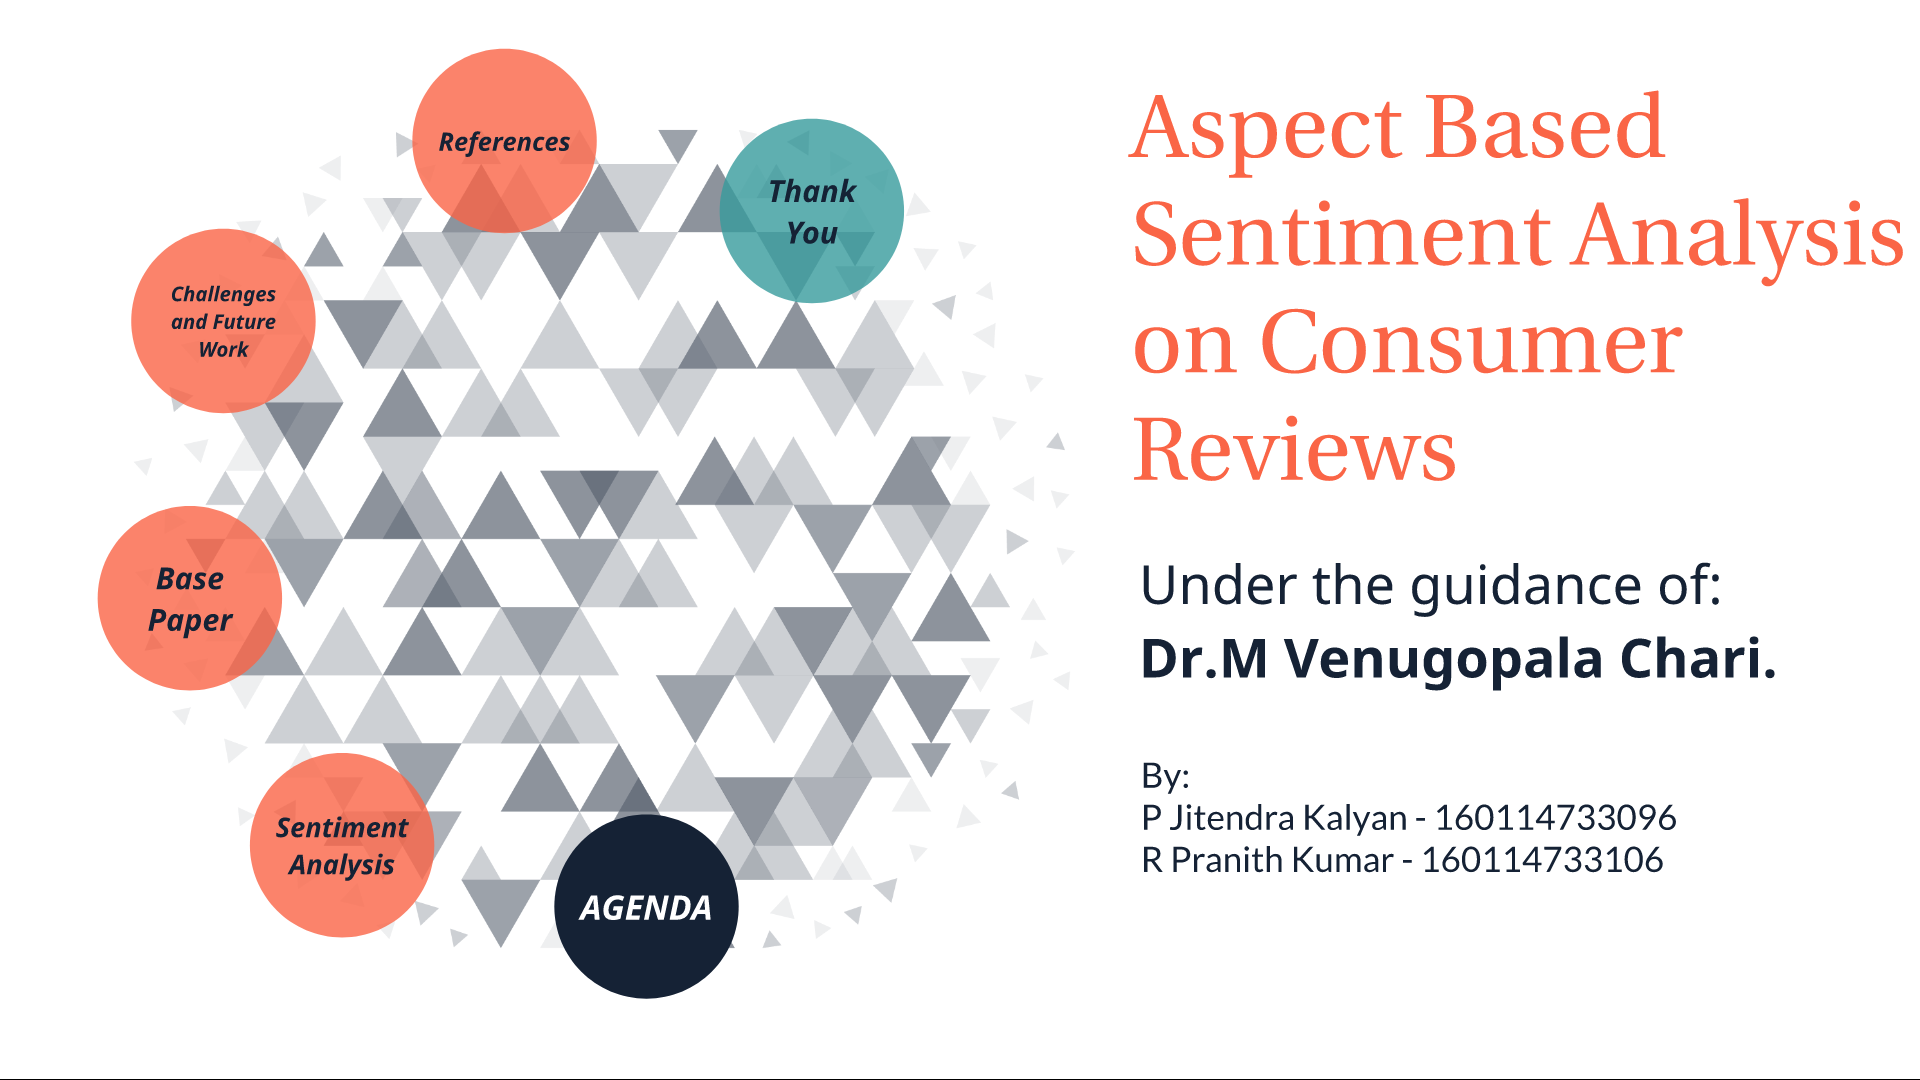 References
Thank
You
Challenges
and Future
Work
Base
Paper
Sentiment
Analysis
AGENDA
Aspect Based
Sentiment Analysis
on Consumer
Reviews
Under the guidance of:
Dr.M Venugopala Chari.
By:
P Jitendra Kalyan - 160114733096
R Pranith Kumar - 160114733106